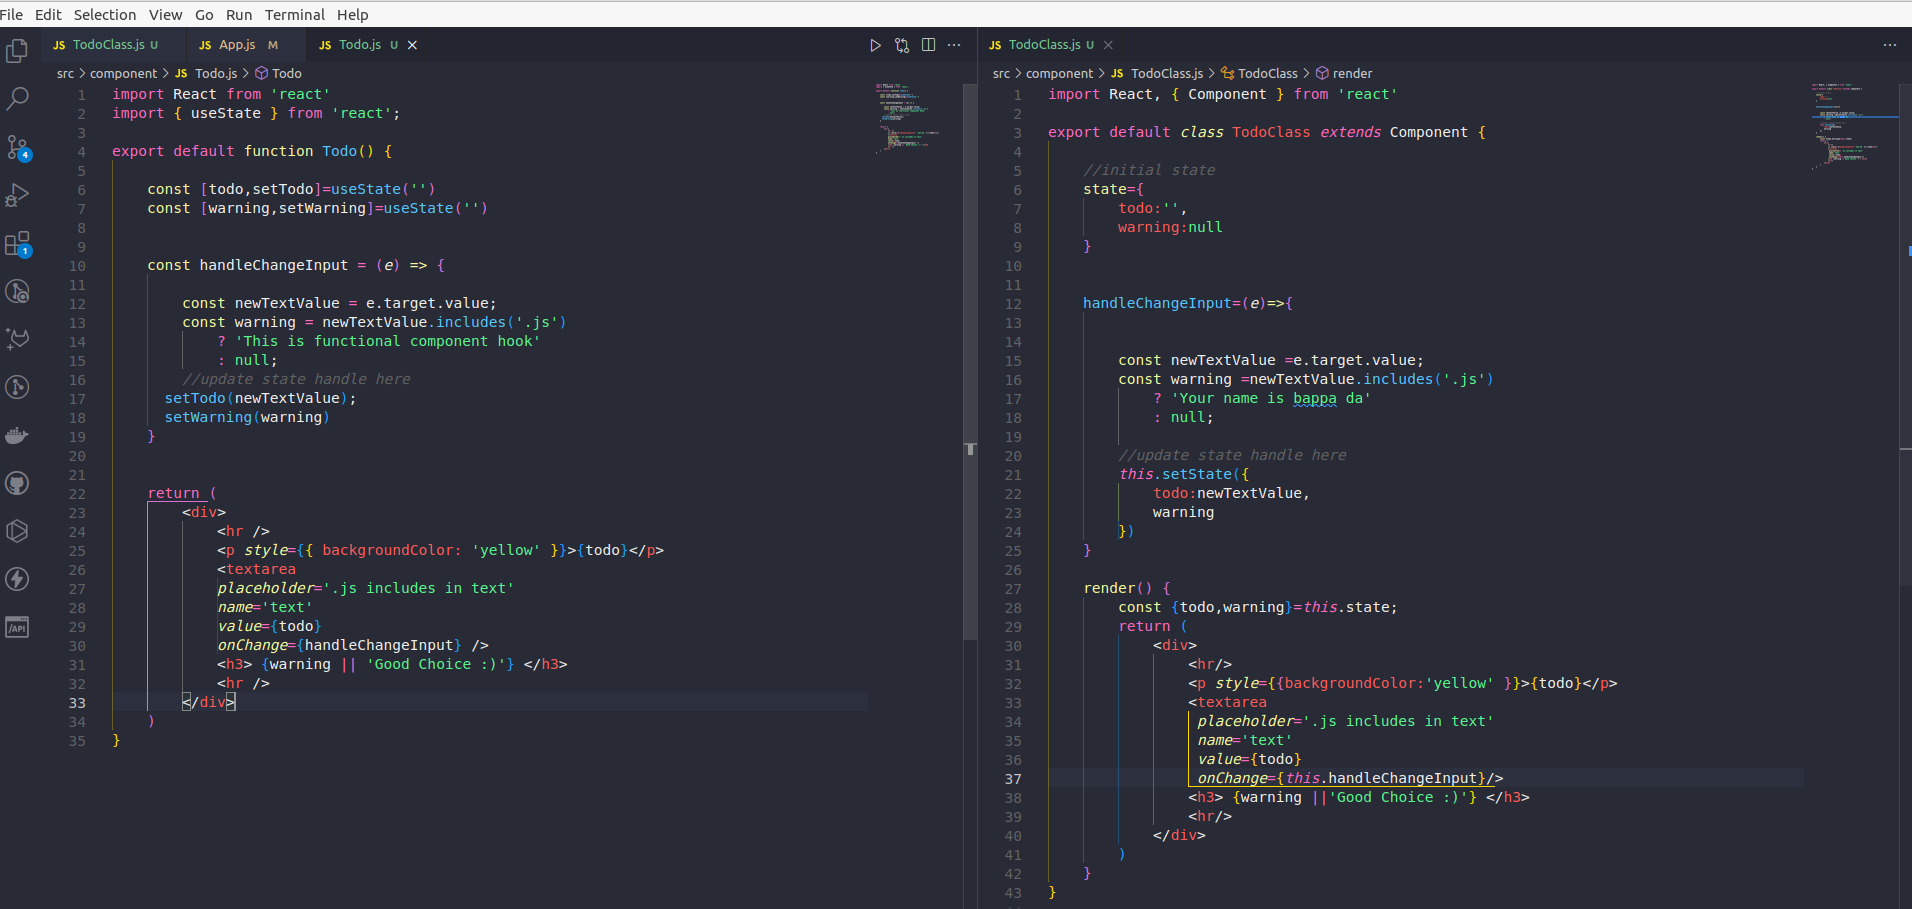 File Edit Selection View Go Run Terminal Help
JS TodoClass.js U JS App.js M JS Todo.js U
src > component > JS Todo.js > Todo
1 import React from 'react'
2 import { useState } from 'react';
3
4 export default function Todo() {
5
6 const [todo,setTodo]=useState('')
7 const [warning,setWarning]=useState('')
8
9
10 const handleChangeInput = (e) => {
11
12 const newTextValue = e.target.value;
13 const warning = newTextValue.includes('.js')
14 ? 'This is functional component hook'
15 : null;
16 //update state handle here
17 setTodo(newTextValue);
18 setWarning(warning)
19 }
20
21
22 return (
23 <div>
24 <hr />
25 <p style={{ backgroundColor: 'yellow' }}>{todo}</p>
26 <textarea
27 placeholder='.js includes in text'
28 name='text'
29 value={todo}
30 onChange={handleChangeInput} />
31 <h3> {warning || 'Good Choice :)'} </h3>
32 <hr />
33 </div>
34 )
35 }
4
1
/API
JS TodoClass.js U
src > component > JS TodoClass.js > TodoClass > render
1 import React, { Component } from 'react'
2
3 export default class TodoClass extends Component {
4
5 //initial state
6 state={
7 todo:'',
8 warning:null
9 }
10
11
12 handleChangeInput=(e)=>{
13
14
15 const newTextValue =e.target.value;
16 const warning =newTextValue.includes('.js')
17 ? 'Your name is bappa da'
18 : null;
19
20 //update state handle here
21 this.setState({
22 todo:newTextValue,
23 warning
24 })
25 }
26
27 render() {
28 const {todo,warning}=this.state;
29 return (
30 <div>
31 <hr/>
32 <p style={{backgroundColor:'yellow' }}>{todo}</p>
33 <textarea
34 placeholder='.js includes in text'
35 name='text'
36 value={todo}
37 onChange={this.handleChangeInput}/>
38 <h3> {warning ||'Good Choice :)'} </h3>
39 <hr/>
40 </div>
41 )
42 }
43 }